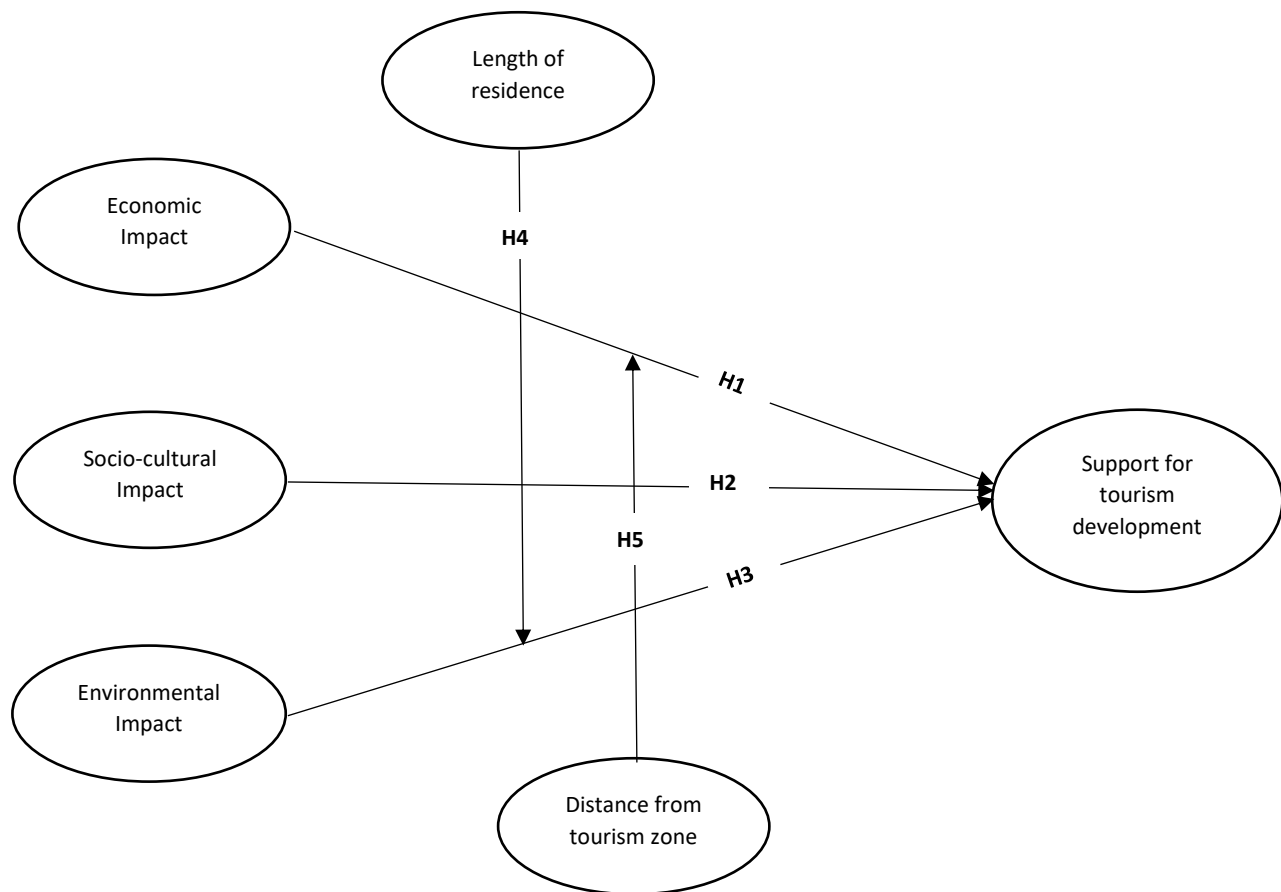 Length of
residence
Economic
Impact
H4
H1
Socio-cultural
Impact
H2
Support for
tourism
development
H5
H3
Environmental
Impact
Distance from
tourism zone